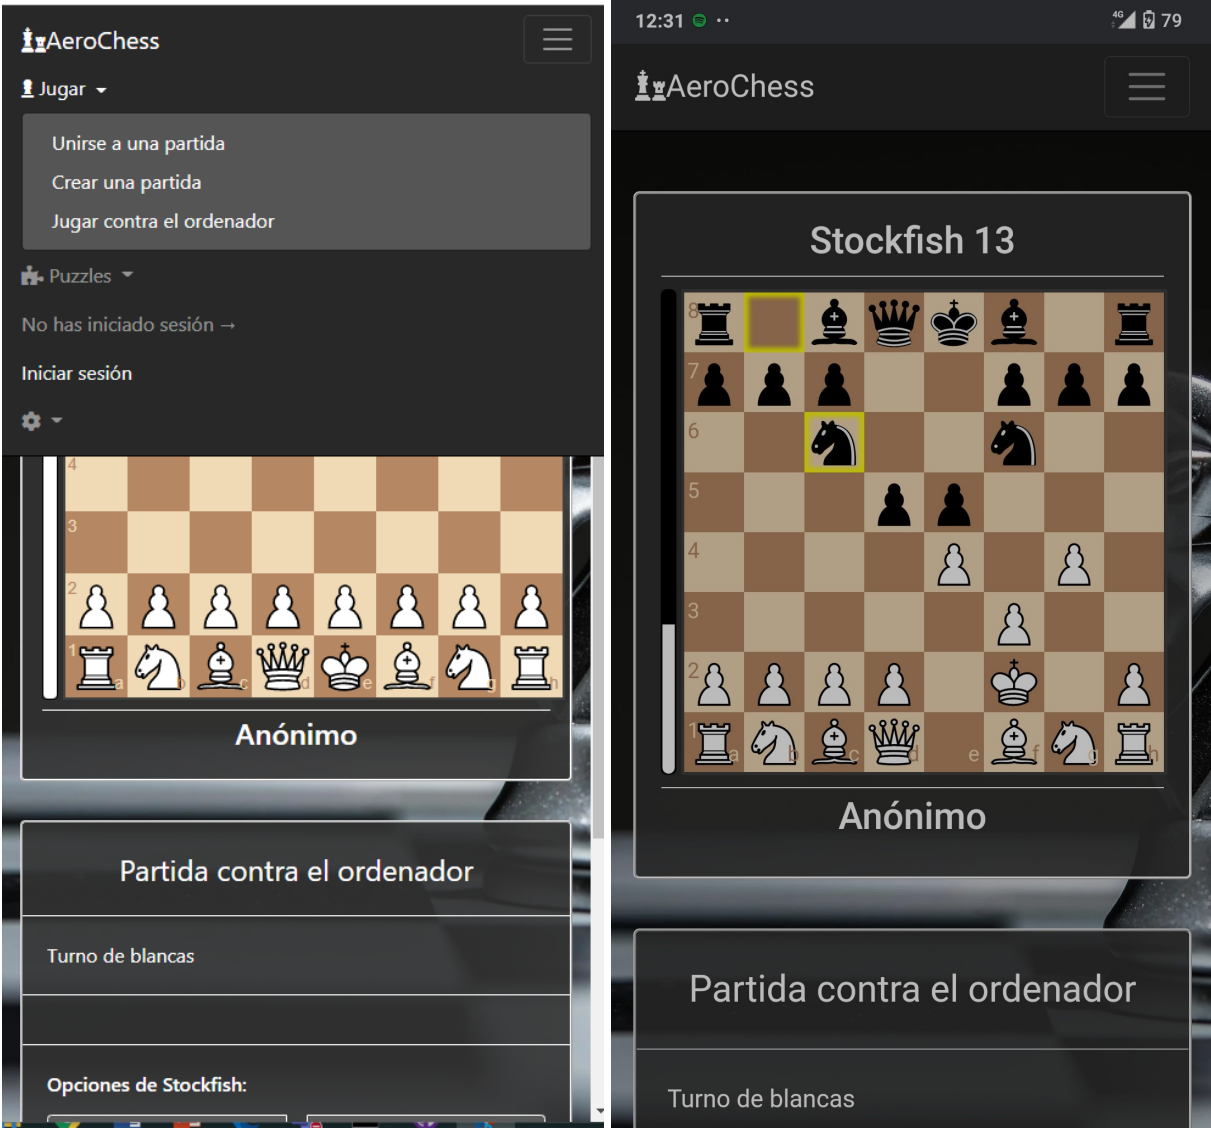 AeroChess
Jugar
Unirse a una partida
Crear una partida
Jugar contra el ordenador
Puzzles
No has iniciado sesión →
Iniciar sesión
4
3
2
1
a b c d e f g h
Anónimo
Partida contra el ordenador
Turno de blancas
Opciones de Stockfish:
12:31
4G 79
AeroChess
Stockfish 13
8
7
6
5
4
3
2
1
a b c d e f g h
Anónimo
Partida contra el ordenador
Turno de blancas